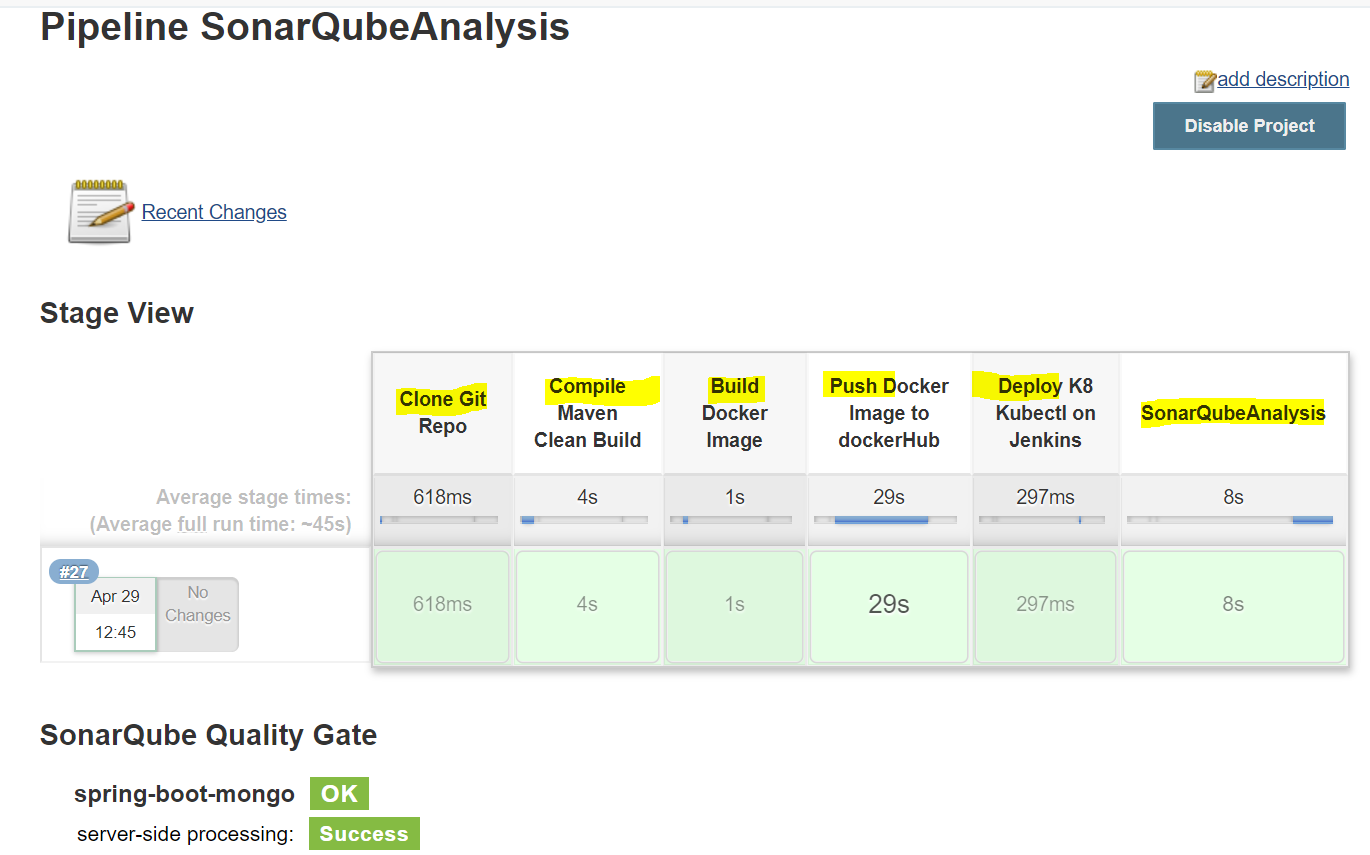 Pipeline SonarQubeAnalysis
add description
Disable Project
Recent Changes
Stage View
Clone Git
Repo
Compile
Maven
Clean Build
Build
Docker
Image
Push Docker
Image to
dockerHub
Deploy K8
Kubectl on
Jenkins
SonarQubeAnalysis
Average stage times:
(Average full run time: ~45s)
618ms
4s
1s
29s
297ms
8s
#27
Apr 29
12:45
No
Changes
618ms
4s
1s
29s
297ms
8s
SonarQube Quality Gate
spring-boot-mongo OK
server-side processing: Success